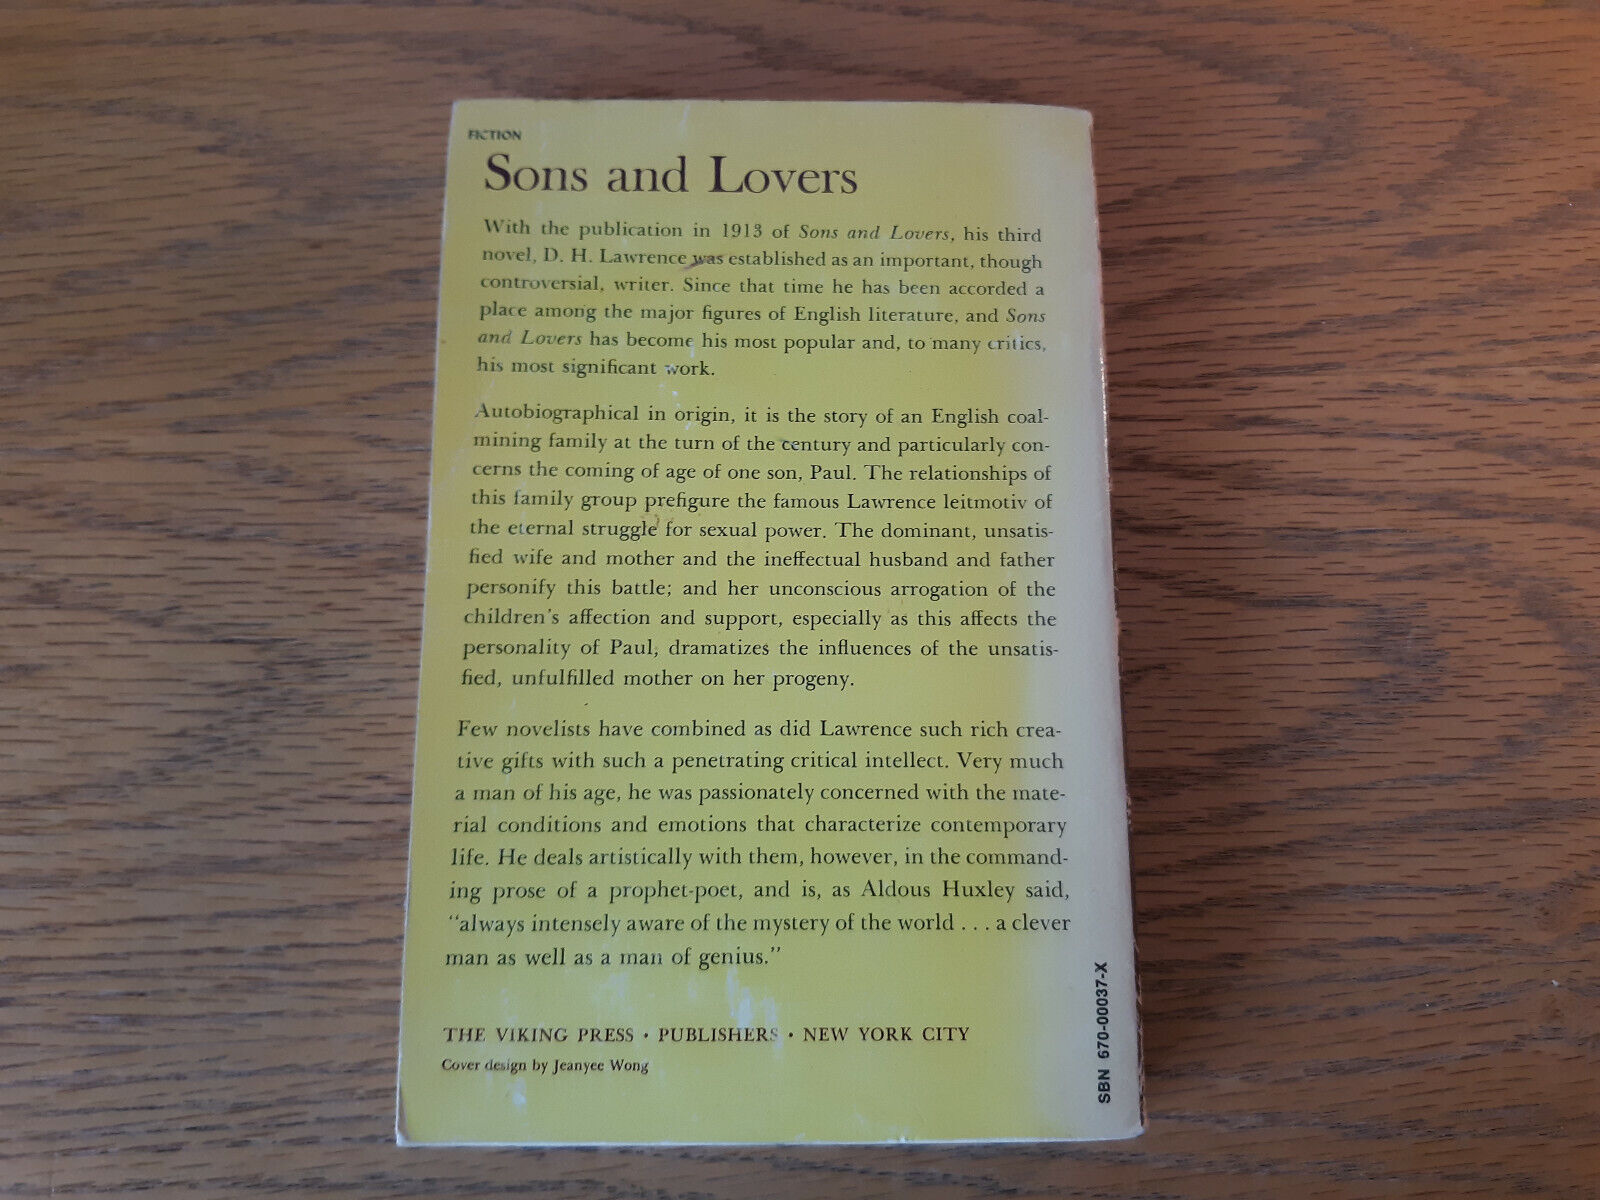 FICTION
Sons and Lovers
With the publication in 1913 of Sons and Lovers, his third
novel, D. H. Lawrence was established as an important, though
controversial, writer. Since that time he has been accorded a
place among the major figures of English literature, and Sons
and Lovers has become his most popular and, to many critics,
his most significant work.
Autobiographical in origin, it is the story of an English coal-
mining family at the turn of the century and particularly con-
cerns the coming of age of one son, Paul. The relationships of
this family group prefigure the famous Lawrence leitmotiv of
the eternal struggle for sexual power. The dominant, unsatis-
fied wife and mother and the ineffectual husband and father
personify this battle; and her unconscious arrogation of the
children's affection and support, especially as this affects the
personality of Paul, dramatizes the influences of the unsatis-
fied, unfulfilled mother on her progeny.
Few novelists have combined as did Lawrence such rich crea-
tive gifts with such a penetrating critical intellect. Very much
a man of his age, he was passionately concerned with the mate-
rial conditions and emotions that characterize contemporary
life. He deals artistically with them, however, in the command-
ing prose of a prophet-poet, and is, as Aldous Huxley said,
"always intensely aware of the mystery of the world . . . a clever
man as well as a man of genius."
THE VIKING PRESS • PUBLISHERS • NEW YORK CITY
Cover design by Jeanyee Wong
SBN 670-00037-X